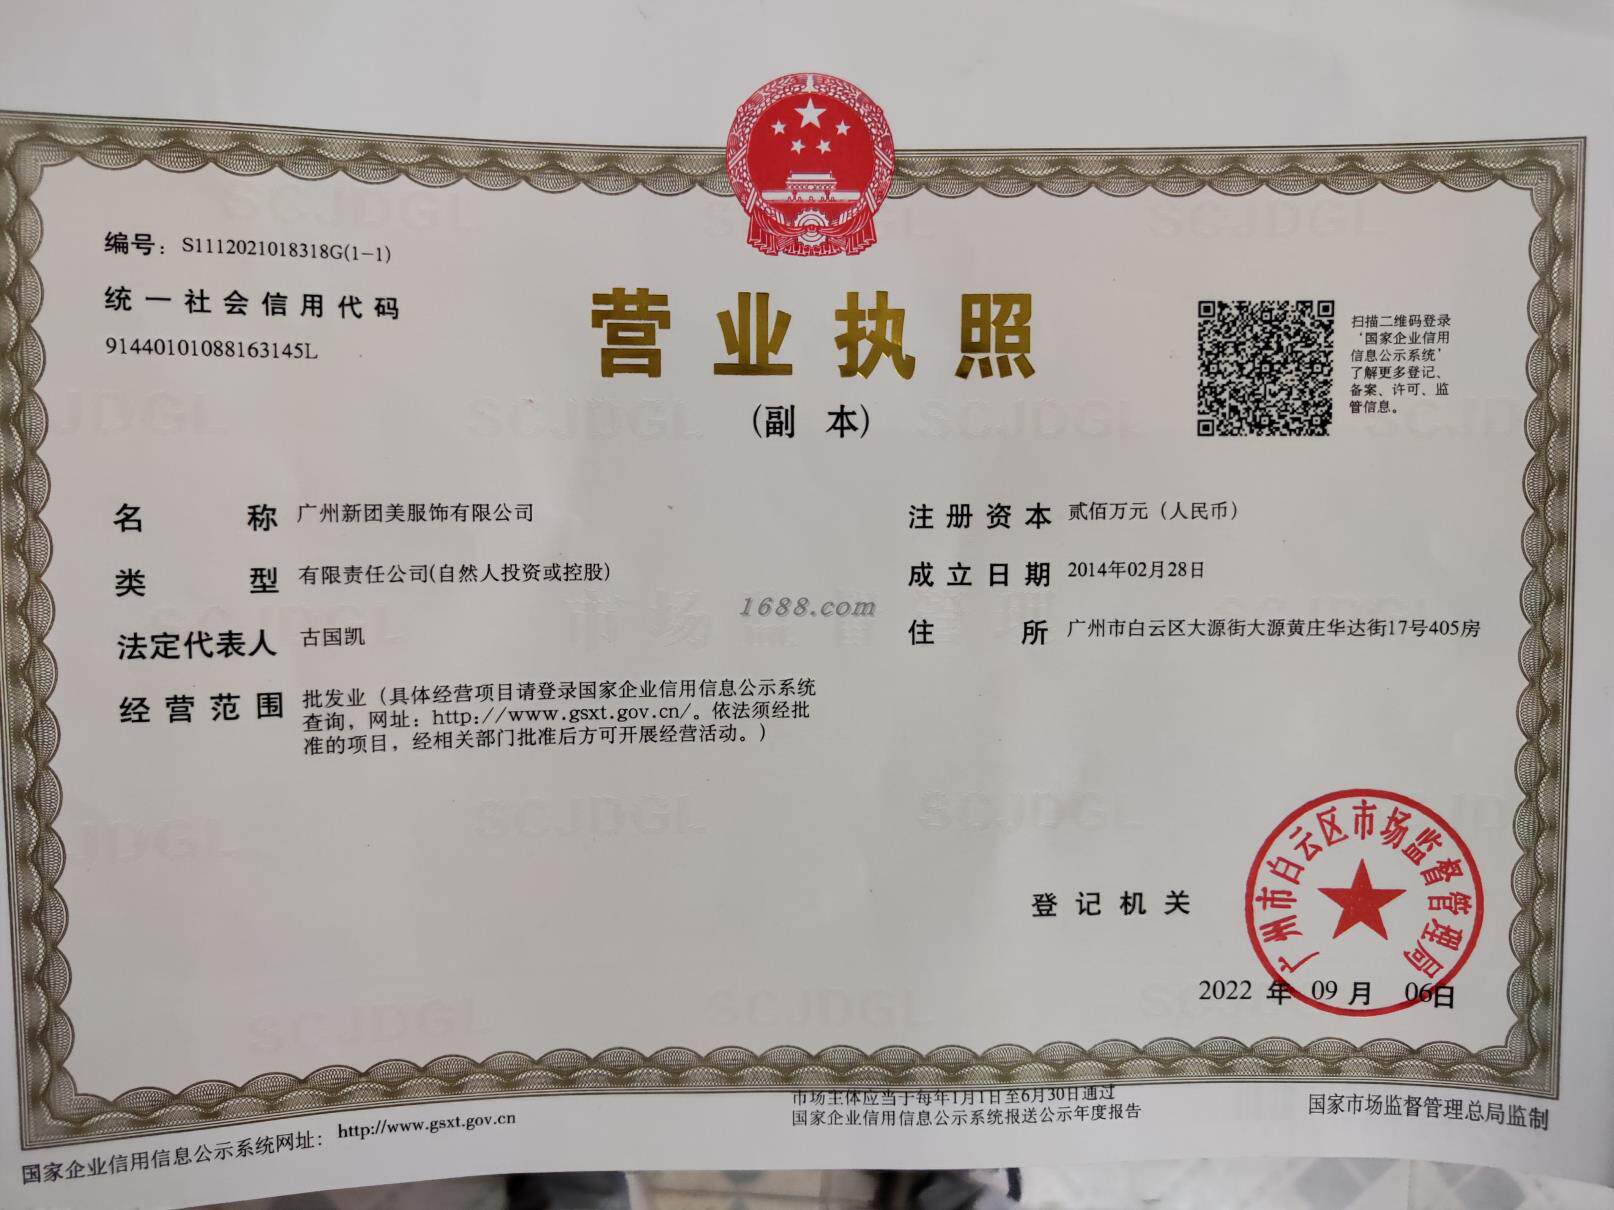 编号：S1112021018318G(1-1)
统一社会信用代码
91440101088163145L
营业执照
(副 本)
扫描二维码登录
‘国家企业信用
信息公示系统’
了解更多登记、
备案、许可、监
管信息。
名称 广州新团美服饰有限公司
类型 有限责任公司(自然人投资或控股)
法定代表人 古国凯
经营范围 批发业（具体经营项目请登录国家企业信用信息公示系统
查询，网址：http://www.gsxt.gov.cn/。依法须经批
准的项目，经相关部门批准后方可开展经营活动。）
注册资本 贰佰万元（人民币）
成立日期 2014年02月28日
住所 广州市白云区大源街大源黄庄华达街17号405房
1688.com
登记机关
广州市白云区市场监督管理局
2022 年 09 月 06日
国家企业信用信息公示系统网址： http://www.gsxt.gov.cn
市场主体应当于每年1月1日至6月30日通过
国家企业信用信息公示系统报送公示年度报告
国家市场监督管理总局监制
SCJDGL